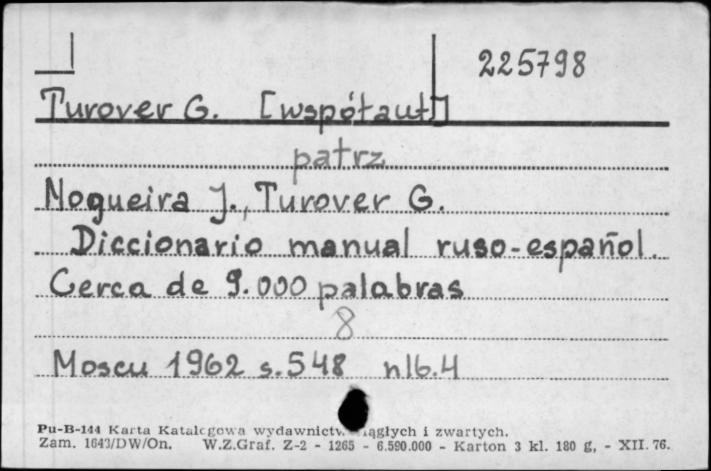 225798
Turover G. [współaut]
patrz
Nogueira J., Turover G.
Diccionario manual ruso-español.
Cerca de 9.000 palabras
8
Moscu 1962 s.548 nlb.4
Pu-B-144 Karta Katalogowa wydawnictw ciągłych i zwartych.
Zam. 1643/DW/On. W.Z.Graf. Z-2 - 1265 - 6.590.000 - Karton 3 kl. 180 g, - XII. 76.